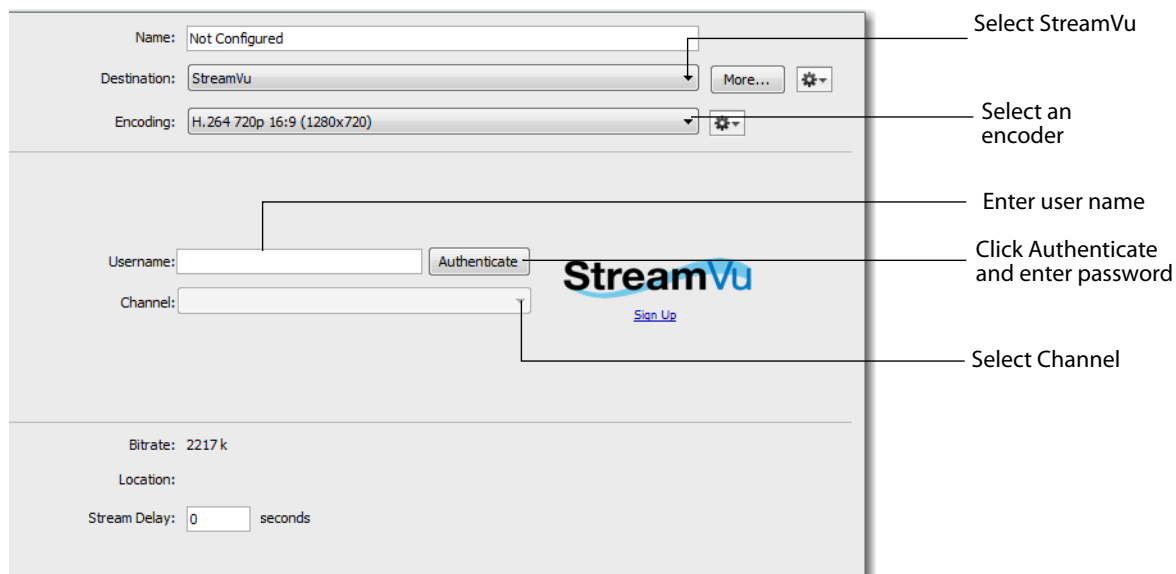 Name: Not Configured
Select StreamVu
Destination: StreamVu More...
Encoding: H.264 720p 16:9 (1280x720)
Select an
encoder
Enter user name
Username: Authenticate
Click Authenticate
and enter password
StreamVu
Channel:
Sign Up
Select Channel
Bitrate: 2217 k
Location:
Stream Delay: 0 seconds